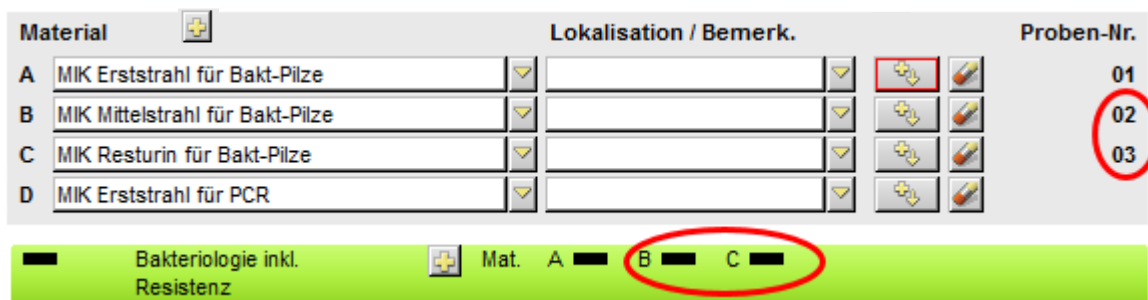 Material Lokalisation / Bemerk. Proben-Nr.
A MIK Erststrahl für Bakt-Pilze 01
B MIK Mittelstrahl für Bakt-Pilze 02
C MIK Resturin für Bakt-Pilze 03
D MIK Erststrahl für PCR
Bakteriologie inkl. Mat. A B C
Resistenz